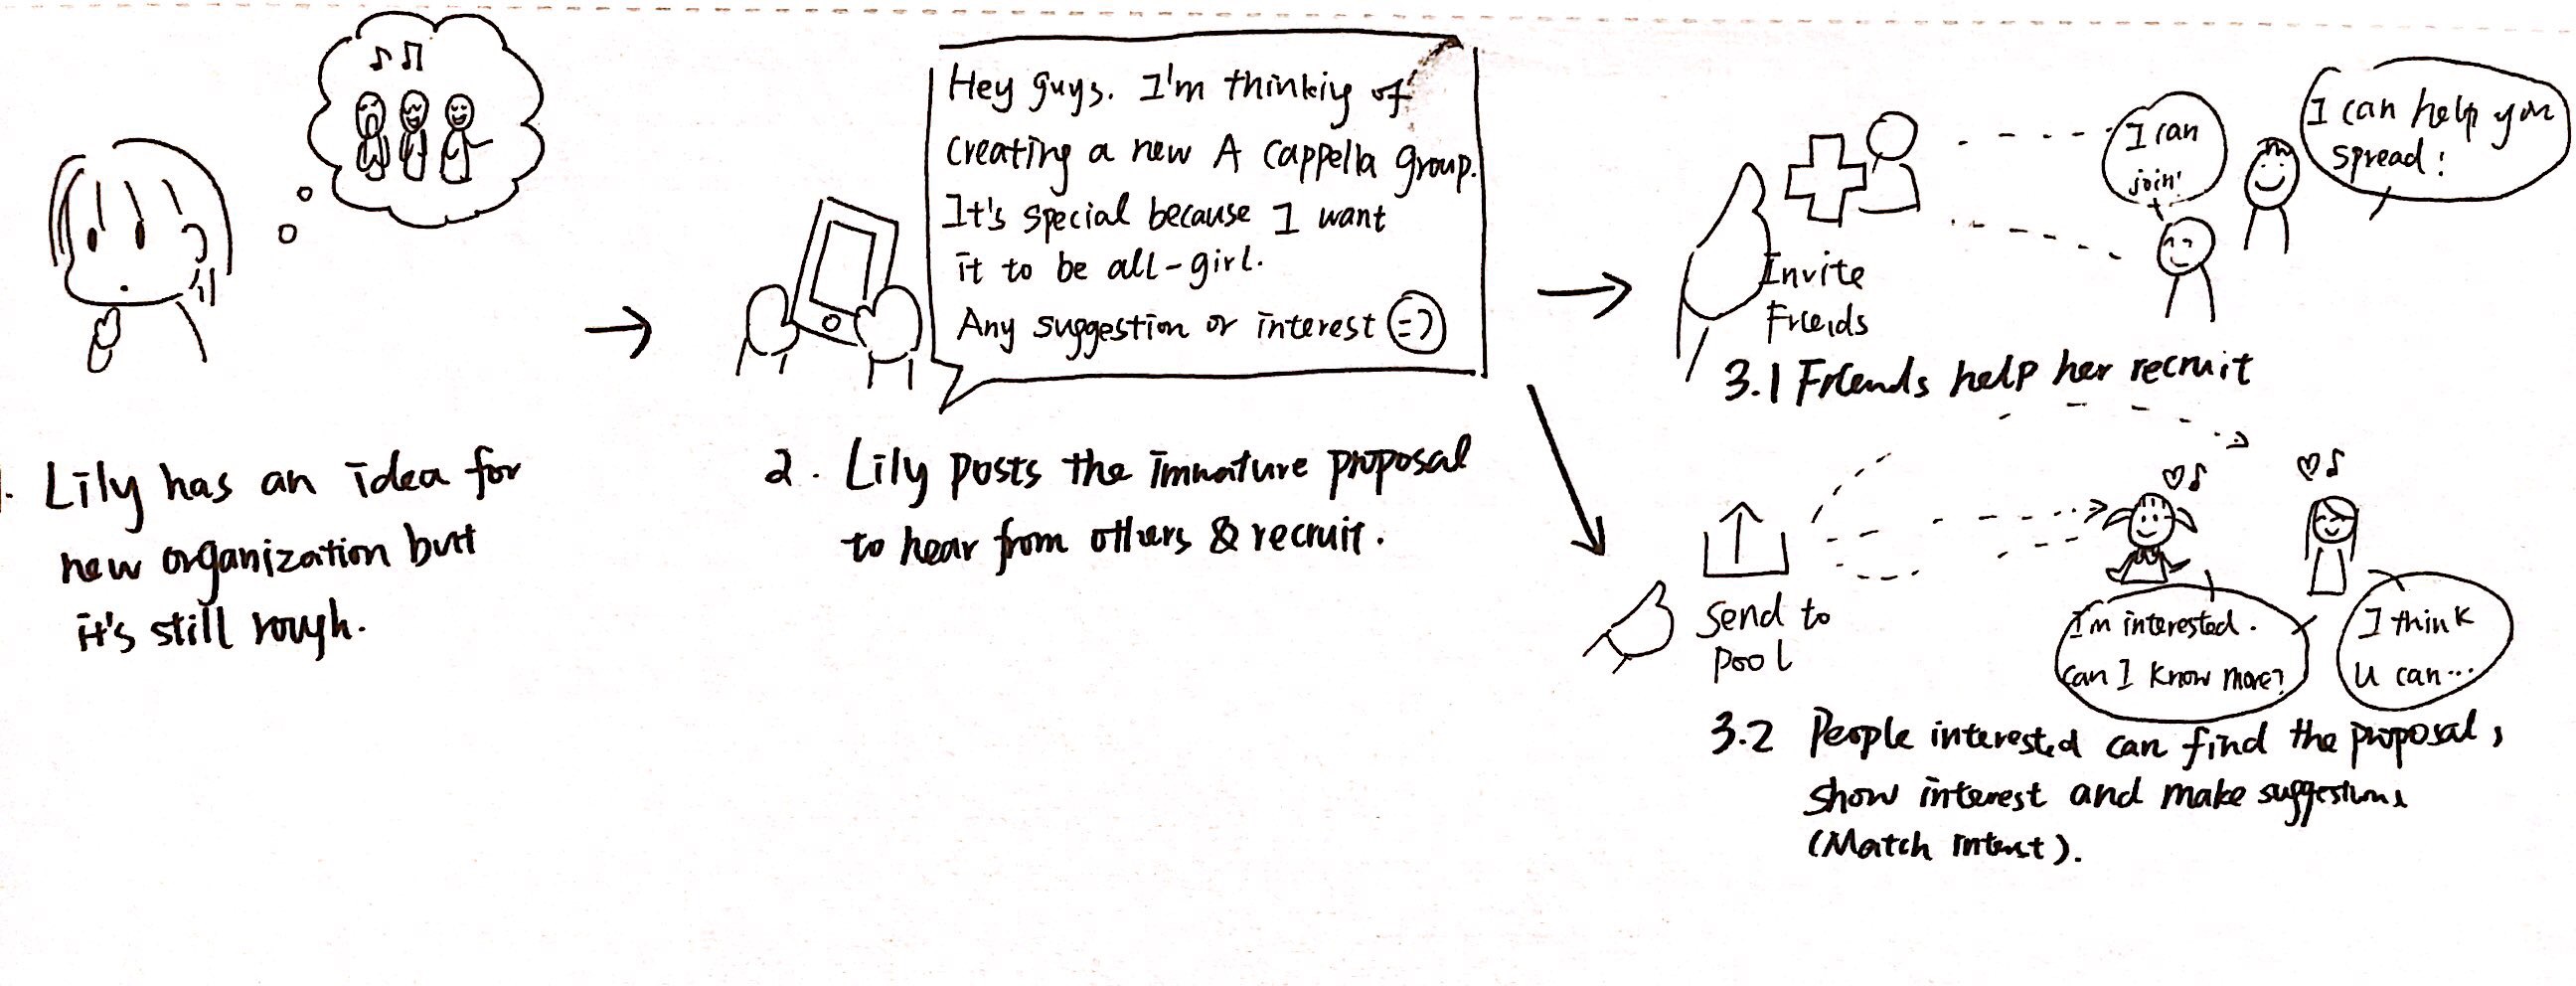 1. Lily has an idea for
new organization but
it's still rough.
Hey guys. I'm thinkiy of
creating a new A cappella group.
It's special because I want
it to be all-girl.
Any suggestion or interest =)
2. Lily posts the immature proposal
to hear from others & recruit.
Invite
Friends
I can
join!
I can help you
spread!
3.1 Friends help her recruit
Send to
pool
I'm interested.
Can I know more?
I think
U can...
3.2 People interested can find the proposal,
show interest and make suggestions
(Match intent).